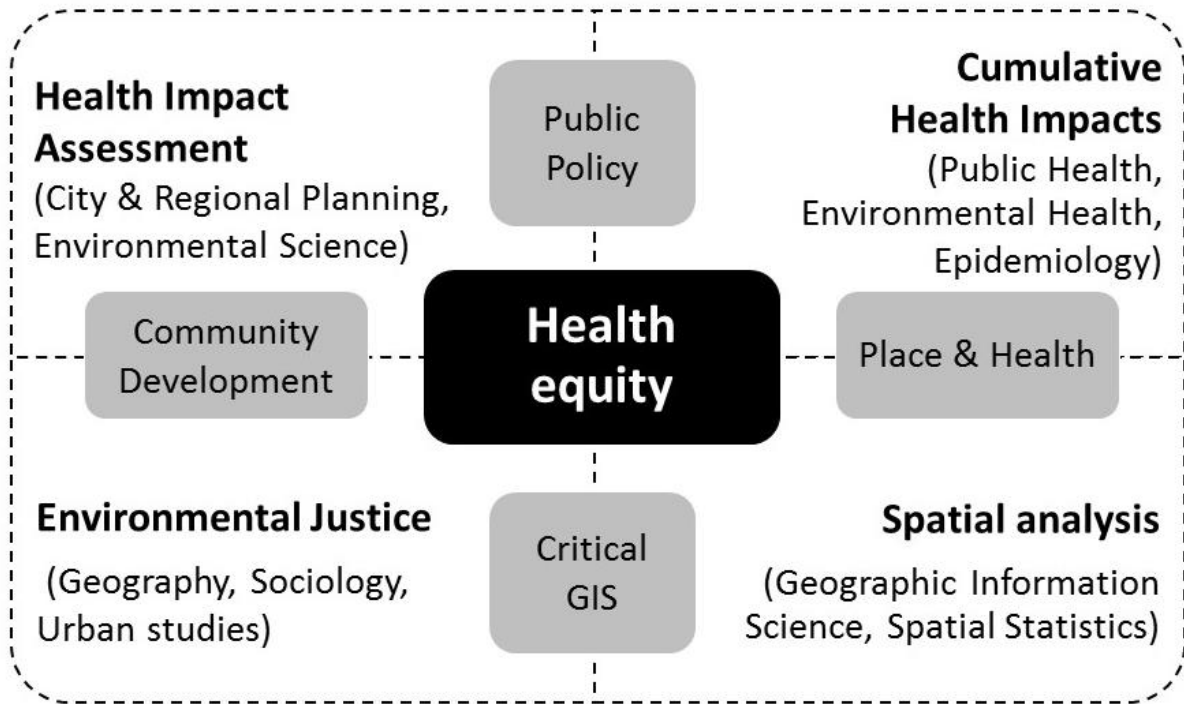 Health Impact
Assessment
(City & Regional Planning,
Environmental Science)
Public
Policy
Cumulative
Health Impacts
(Public Health,
Environmental Health,
Epidemiology)
Community
Development
Health
equity
Place & Health
Environmental Justice
(Geography, Sociology,
Urban studies)
Critical
GIS
Spatial analysis
(Geographic Information
Science, Spatial Statistics)